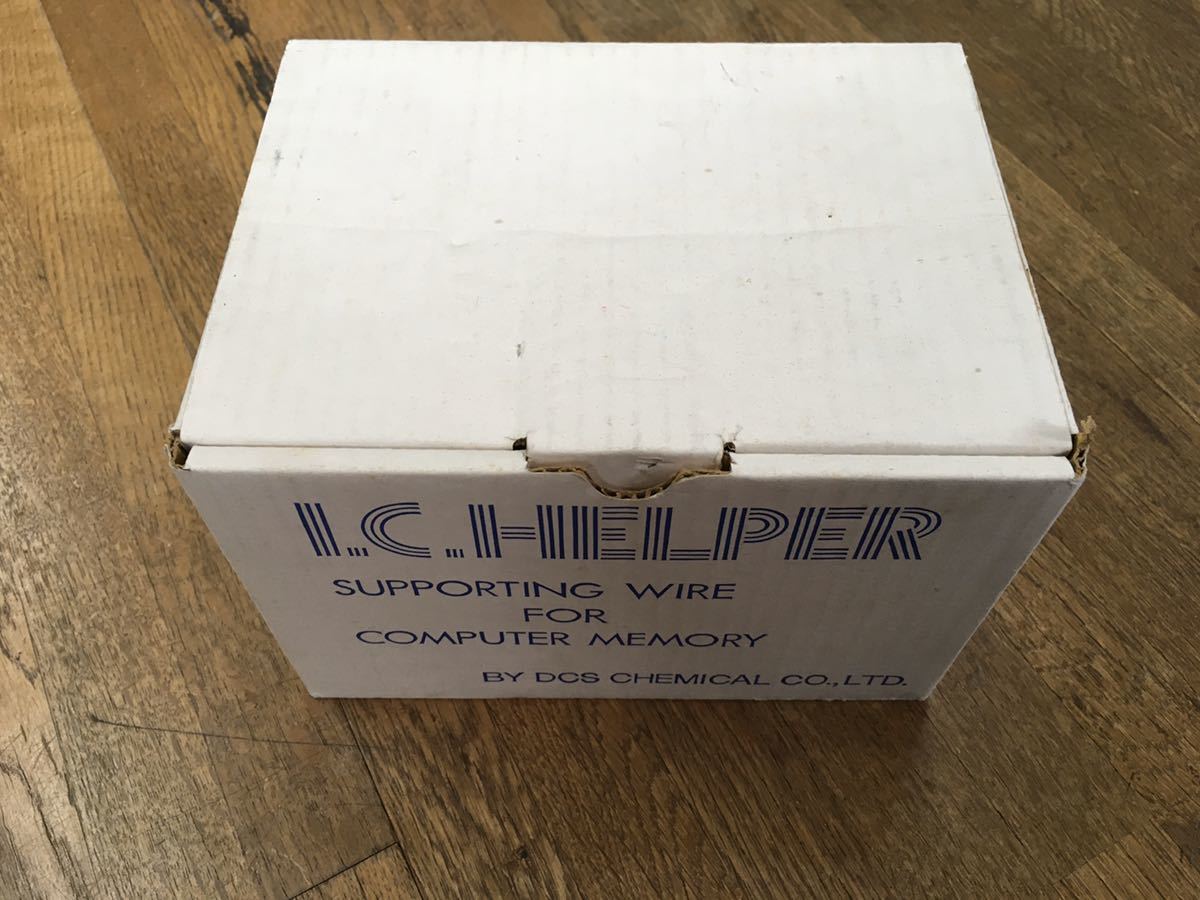 I.C.HELPER
SUPPORTING WIRE
FOR
COMPUTER MEMORY
BY DCS CHEMICAL CO.,LTD.